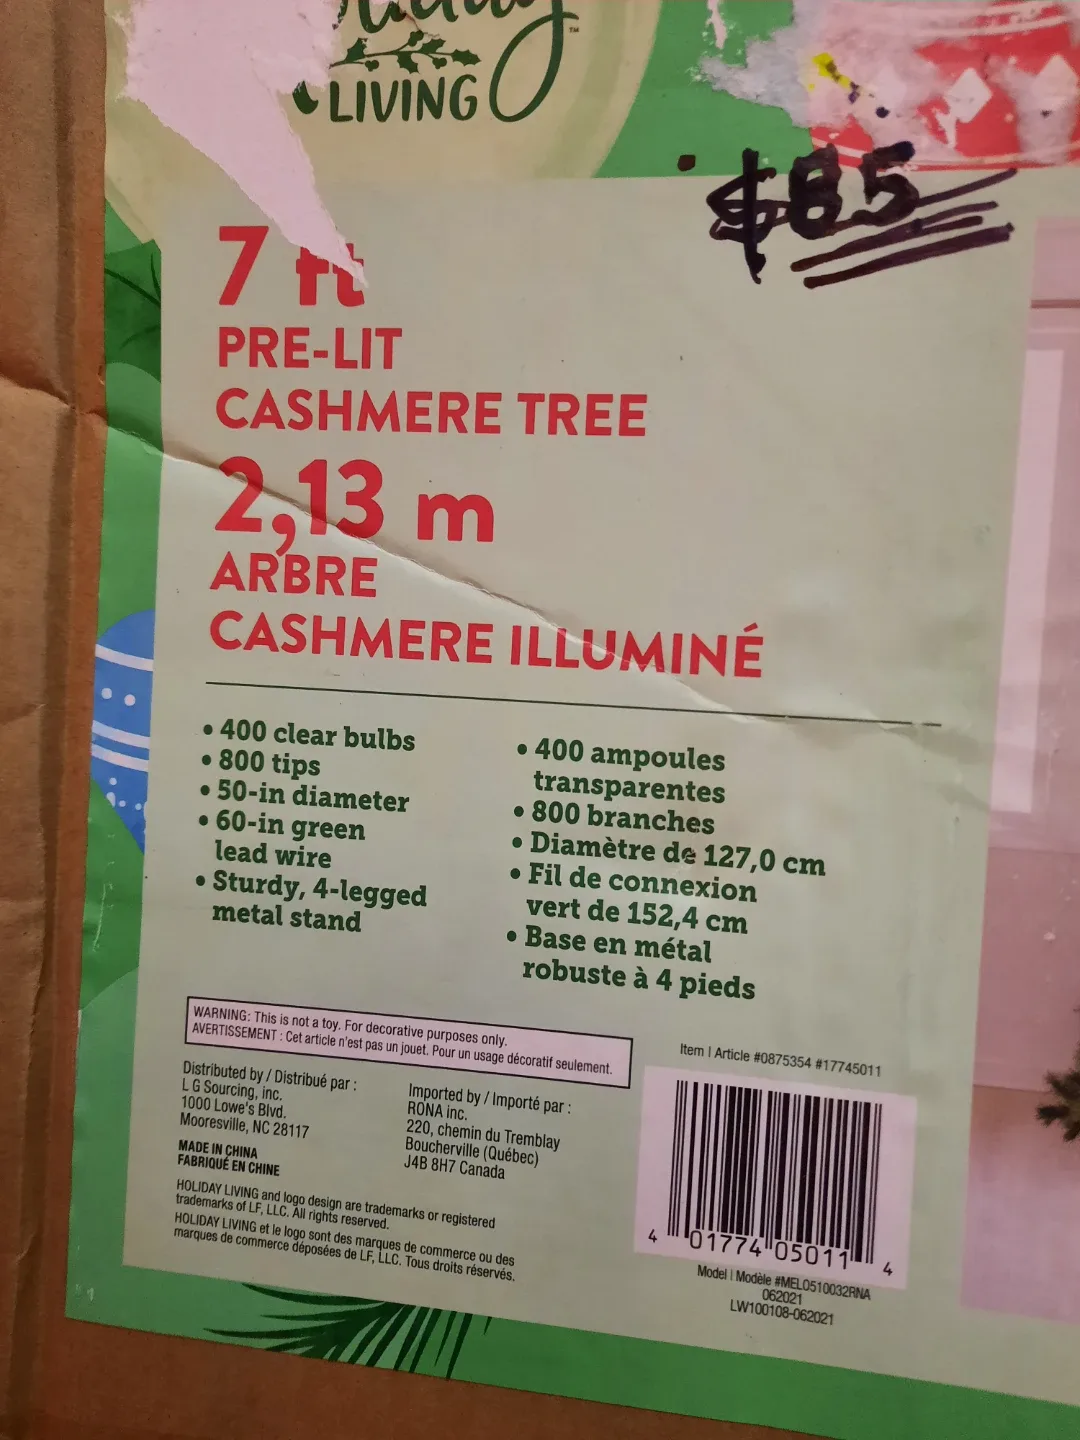 LIVING
™
$85
7 ft
PRE-LIT
CASHMERE TREE
2,13 m
ARBRE
CASHMERE ILLUMINÉ
• 400 clear bulbs
• 800 tips
• 50-in diameter
• 60-in green
lead wire
• Sturdy, 4-legged
metal stand
• 400 ampoules
transparentes
• 800 branches
• Diamètre de 127,0 cm
• Fil de connexion
vert de 152,4 cm
• Base en métal
robuste à 4 pieds
WARNING: This is not a toy. For decorative purposes only.
AVERTISSEMENT : Cet article n'est pas un jouet. Pour un usage décoratif seulement.
Distributed by / Distribué par :
L G Sourcing, inc.
1000 Lowe's Blvd.
Mooresville, NC 28117
MADE IN CHINA
FABRIQUÉ EN CHINE
Imported by / Importé par :
RONA inc.
220, chemin du Tremblay
Boucherville (Québec)
J4B 8H7 Canada
HOLIDAY LIVING and logo design are trademarks or registered
trademarks of LF, LLC. All rights reserved.
HOLIDAY LIVING et le logo sont des marques de commerce ou des
marques de commerce déposées de LF, LLC. Tous droits réservés.
Item | Article #0875354 #17745011
4 01774 05011 4
Model | Modèle #MEL0510032RNA
062021
LW100108-062021